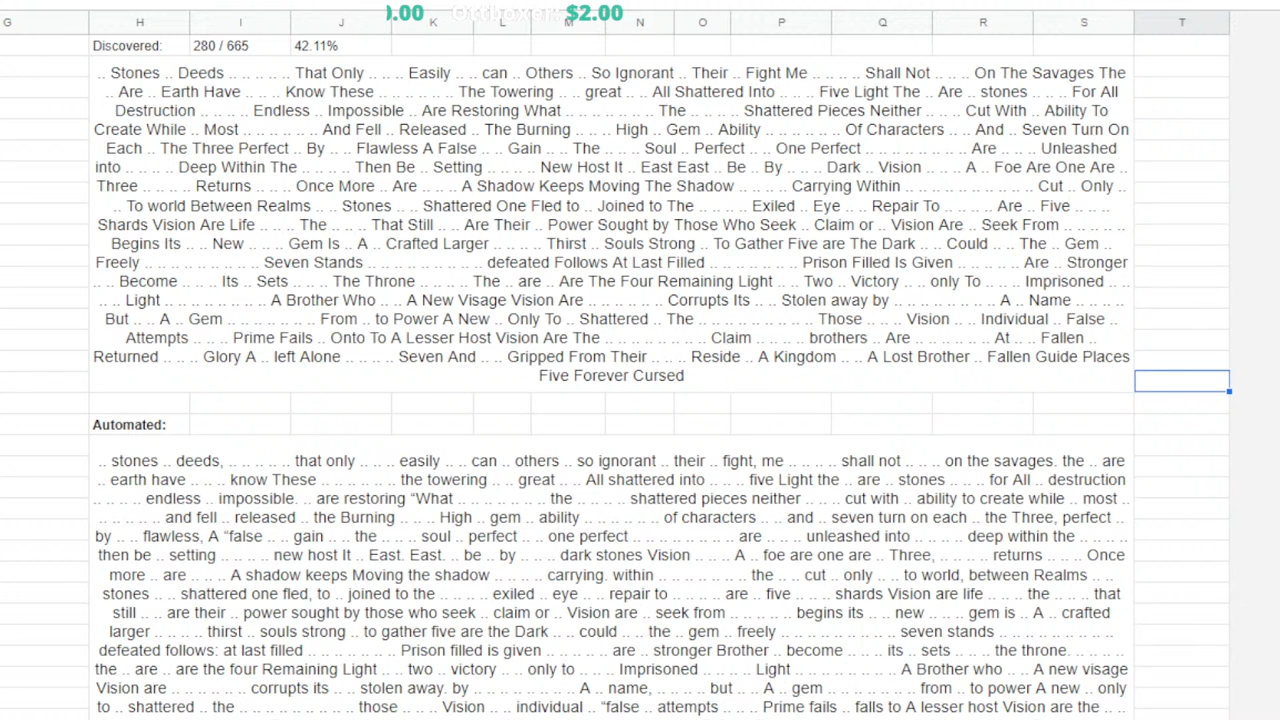 ).00 Ottboxer: $2.00
G H I J K L M N O P Q R S T
Discovered: 280 / 665 42.11%
.. Stones .. Deeds .. .. .. .. .. That Only .. .. .. Easily .. .. can .. Others .. So Ignorant .. Their .. Fight Me .. .. .. .. Shall Not .. .. .. On The Savages The
.. Are .. Earth Have .. .. .. Know These .. .. .. .. .. The Towering .. .. great .. .. All Shattered Into .. .. .. Five Light The .. Are .. stones .. .. .. For All
Destruction .. .. .. .. Endless .. Impossible .. Are Restoring What .. .. .. .. .. .. .. The .. .. .. .. Shattered Pieces Neither .. .. .. Cut With .. Ability To
Create While .. Most .. .. .. .. .. .. And Fell .. Released .. The Burning .. .. .. High .. Gem .. Ability .. .. .. .. .. .. Of Characters .. .. And .. Seven Turn On
Each .. The Three Perfect .. By .. .. Flawless A False .. .. Gain .. .. The .. .. .. Soul .. Perfect .. .. One Perfect .. .. .. .. .. .. .. .. Are .. .. .. Unleashed
into .. .. .. Deep Within The .. .. .. .. Then Be .. Setting .. .. .. .. New Host It .. East East .. Be .. By .. .. .. Dark .. Vision .. .. .. A .. Foe Are One Are ..
Three .. .. .. .. Returns .. .. .. Once More .. Are .. .. .. A Shadow Keeps Moving The Shadow .. .. .. .. Carrying Within .. .. .. .. .. .. .. .. .. .. Cut .. Only ..
.. .. To world Between Realms .. .. Stones .. .. Shattered One Fled to .. Joined to The .. .. .. .. Exiled .. Eye .. .. Repair To .. .. .. .. Are .. Five .. .. ..
Shards Vision Are Life .. .. .. The .. .. .. That Still .. .. Are Their .. Power Sought by Those Who Seek .. Claim or .. Vision Are .. Seek From .. .. .. .. ..
Begins Its .. .. New .. .. Gem Is .. A .. Crafted Larger .. .. .. Thirst .. Souls Strong .. To Gather Five are The Dark .. .. Could .. .. The .. Gem ..
Freely .. .. .. .. .. .. .. .. .. Seven Stands .. .. .. .. .. .. .. .. .. defeated Follows At Last Filled .. .. .. .. .. .. .. Prison Filled Is Given .. .. .. .. .. Are .. Stronger
.. .. Become .. .. .. Its .. Sets .. .. .. The Throne .. .. .. .. The .. are .. Are The Four Remaining Light .. .. .. Two .. Victory .. .. only To .. .. .. Imprisoned .. ..
.. .. Light .. .. .. .. .. .. .. A Brother Who .. .. A New Visage Vision Are .. .. .. .. .. .. Corrupts Its .. .. Stolen away by .. .. .. .. .. .. .. A .. Name .. .. ..
But .. .. A .. Gem .. .. .. .. .. .. .. From .. to Power A New .. Only To .. Shattered .. The .. .. .. .. .. .. .. .. Those .. .. Vision .. Individual .. False ..
Attempts .. .. .. Prime Fails .. Onto To A Lesser Host Vision Are The .. .. .. .. .. .. .. Claim .. .. .. brothers .. Are .. .. .. .. .. At .. Fallen ..
Returned .. .. .. Glory A .. left Alone .. .. .. .. Seven And .. .. Gripped From Their .. .. .. Reside .. A Kingdom .. .. A Lost Brother .. Fallen Guide Places
Five Forever Cursed
Automated:
.. stones .. deeds, .. .. .. .. .. that only .. .. .. easily .. .. can .. others .. so ignorant .. their .. fight, me .. .. .. .. shall not .. .. .. on the savages. the .. are
.. earth have .. .. .. know These .. .. .. .. .. the towering .. .. great .. .. All shattered into .. .. .. five Light the .. are .. stones .. .. .. for All .. destruction
.. .. .. .. endless .. impossible. .. are restoring “What .. .. .. .. .. .. .. the .. .. .. .. shattered pieces neither .. .. .. cut with .. ability to create while .. most ..
.. .. .. .. .. and fell .. released .. the Burning .. .. .. High .. gem .. ability .. .. .. .. .. .. of characters .. .. and .. seven turn on each .. the Three, perfect ..
by .. .. flawless, A “false .. .. gain .. .. the .. .. .. soul .. perfect .. .. one perfect .. .. .. .. .. .. .. .. are .. .. .. unleashed into .. .. .. deep within the .. .. ..
then be .. setting .. .. .. .. new host It .. East. East. .. be .. by .. .. .. dark stones Vision .. .. .. A .. foe are one are .. Three, .. .. .. .. returns .. .. .. Once
more .. are .. .. .. A shadow keeps Moving the shadow .. .. .. .. carrying. within .. .. .. .. .. .. .. the .. .. cut .. only .. .. .. to world, between Realms .. ..
stones .. .. shattered one fled, to .. joined to the .. .. .. .. exiled .. eye .. .. repair to .. .. .. .. are .. five .. .. .. shards Vision are life .. .. .. the .. .. that
still .. .. are their .. power sought by those who seek .. claim or .. Vision are .. seek from .. .. .. .. .. begins its .. .. new .. .. gem is .. A .. crafted
larger .. .. .. .. thirst .. souls strong .. to gather five are the Dark .. .. could .. .. the .. gem .. freely .. .. .. .. .. .. .. .. .. seven stands .. .. .. .. .. .. .. .. ..
defeated follows: at last filled .. .. .. .. .. .. .. Prison filled is given .. .. .. .. .. are .. stronger Brother .. become .. .. .. its .. sets .. .. .. the throne. .. .. ..
the .. are .. are the four Remaining Light .. .. .. two .. victory .. .. only to .. .. .. Imprisoned .. .. .. Light .. .. .. .. .. .. .. A Brother who .. .. A new visage
Vision are .. .. .. .. .. .. corrupts its .. .. stolen away. by .. .. .. .. .. .. .. A .. name, .. .. .. but .. .. A .. gem .. .. .. .. .. .. .. from .. to power A new .. only
to .. shattered .. the .. .. .. .. .. .. .. .. those .. .. Vision .. individual .. “false .. attempts .. .. .. Prime fails .. falls to A lesser host Vision are the .. ..